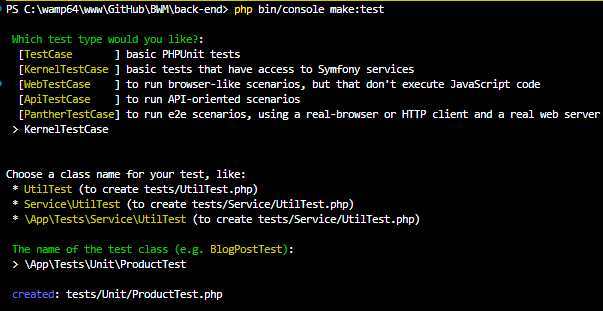 PS C:\wamp64\www\GitHub\BWM\back-end> php bin/console make:test
Which test type would you like?:
[TestCase ] basic PHPUnit tests
[KernelTestCase ] basic tests that have access to Symfony services
[WebTestCase ] to run browser-like scenarios, but that don't execute JavaScript code
[ApiTestCase ] to run API-oriented scenarios
[PantherTestCase] to run e2e scenarios, using a real-browser or HTTP client and a real web server
> KernelTestCase
Choose a class name for your test, like:
* UtilTest (to create tests/UtilTest.php)
* Service\UtilTest (to create tests/Service/UtilTest.php)
* \App\Tests\Service\UtilTest (to create tests/Service/UtilTest.php)
The name of the test class (e.g. BlogPostTest):
> \App\Tests\Unit\ProductTest
created: tests/Unit/ProductTest.php